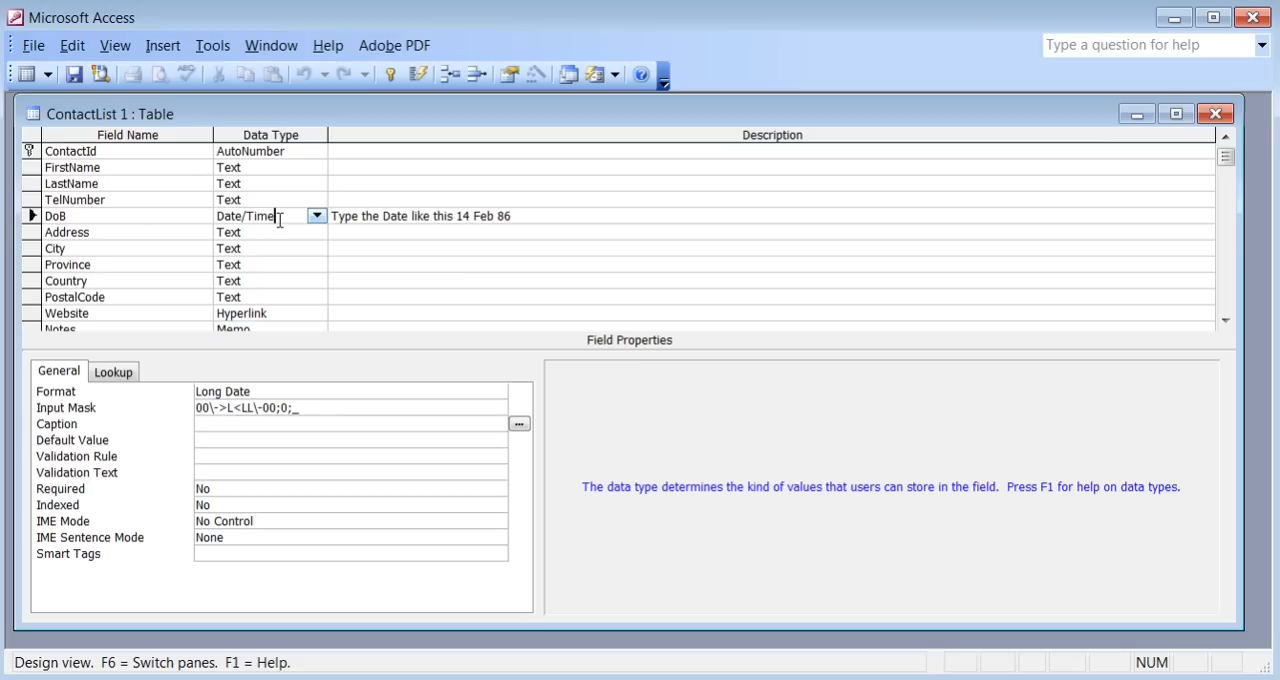 Microsoft Access
File Edit View Insert Tools Window Help Adobe PDF
Type a question for help
ContactList 1 : Table
Field Name Data Type Description
ContactId AutoNumber
FirstName Text
LastName Text
TelNumber Text
DoB Date/Time Type the Date like this 14 Feb 86
Address Text
City Text
Province Text
Country Text
PostalCode Text
Website Hyperlink
Notes Memo
Field Properties
General Lookup
Format Long Date
Input Mask 00\->L<LL\-00;0;_
Caption ...
Default Value
Validation Rule
Validation Text
Required No
Indexed No
IME Mode No Control
IME Sentence Mode None
Smart Tags
The data type determines the kind of values that users can store in the field. Press F1 for help on data types.
Design view. F6 = Switch panes. F1 = Help.
NUM